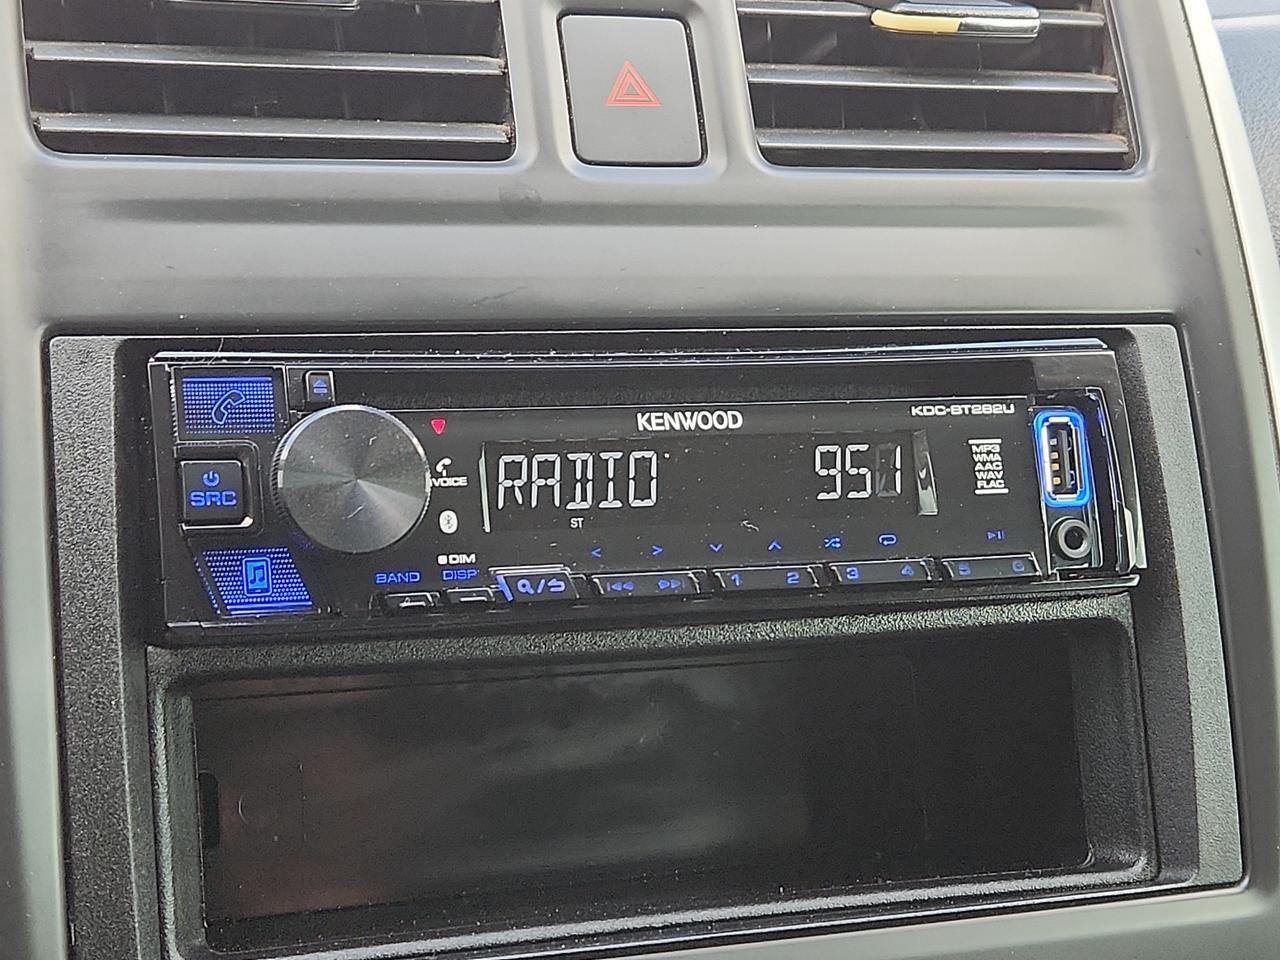 KENWOOD
KDC-BT282U
VOICE
SRC
RADIO 951
ST
MP3
WMA
AAC
WAV
FLAC
DIM
BAND
DISP
1
2
3
4
5
6